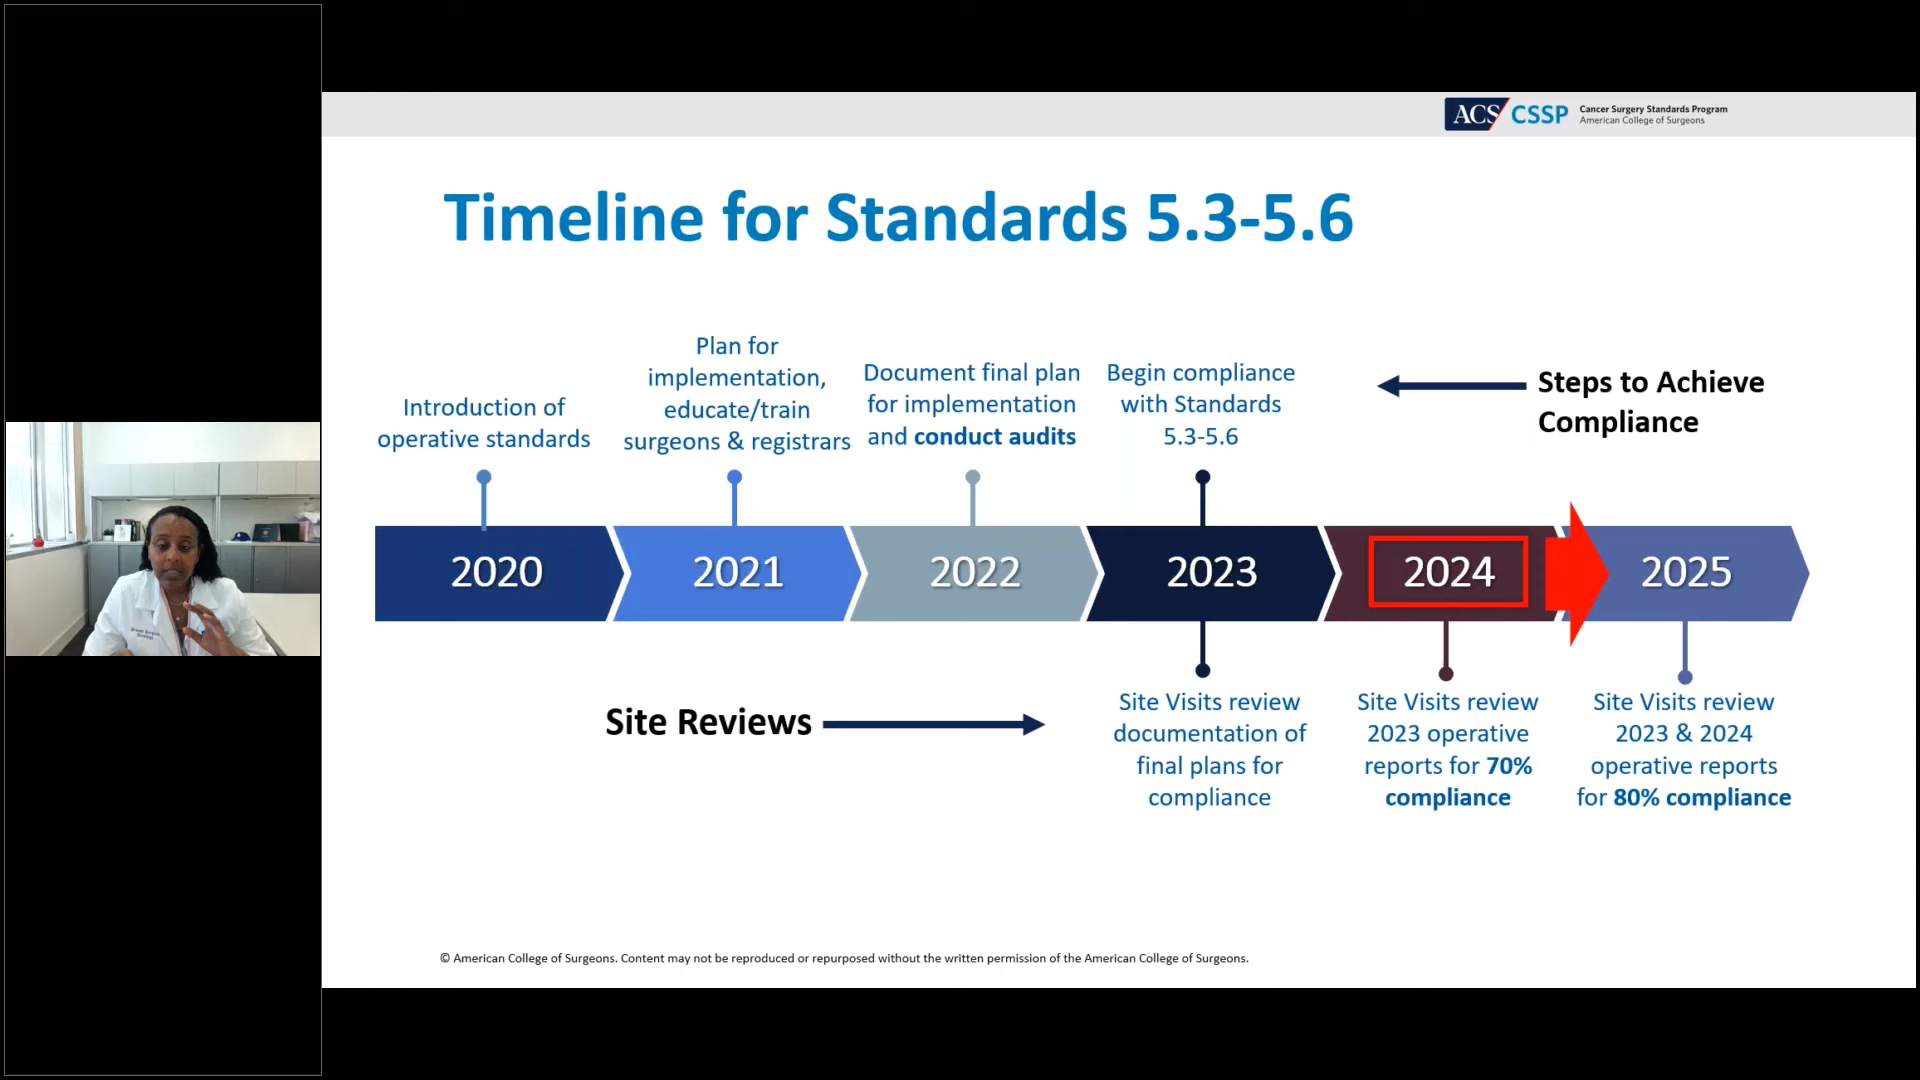 ACS CSSP
Cancer Surgery Standards Program
American College of Surgeons
Timeline for Standards 5.3-5.6
Introduction of
operative standards
Plan for
implementation,
educate/train
surgeons & registrars
Document final plan
for implementation
and conduct audits
Begin compliance
with Standards
5.3-5.6
Steps to Achieve
Compliance
2020
2021
2022
2023
2024
2025
Site Reviews
Site Visits review
documentation of
final plans for
compliance
Site Visits review
2023 operative
reports for 70%
compliance
Site Visits review
2023 & 2024
operative reports
for 80% compliance
© American College of Surgeons. Content may not be reproduced or repurposed without the written permission of the American College of Surgeons.